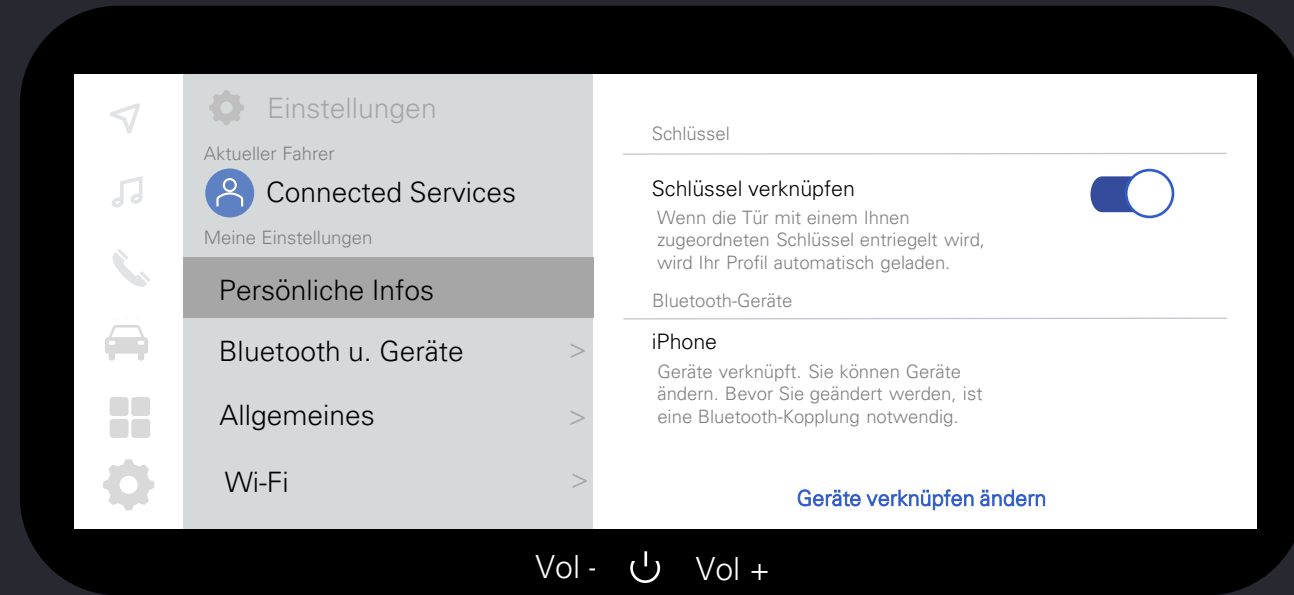 Einstellungen
Aktueller Fahrer
Connected Services
Meine Einstellungen
Persönliche Infos
Bluetooth u. Geräte >
Allgemeines >
Wi-Fi >
Schlüssel
Schlüssel verknüpfen
Wenn die Tür mit einem Ihnen
zugeordneten Schlüssel entriegelt wird,
wird Ihr Profil automatisch geladen.
Bluetooth-Geräte
iPhone
Geräte verknüpft. Sie können Geräte
ändern. Bevor Sie geändert werden, ist
eine Bluetooth-Kopplung notwendig.
Geräte verknüpfen ändern
Vol - Vol +